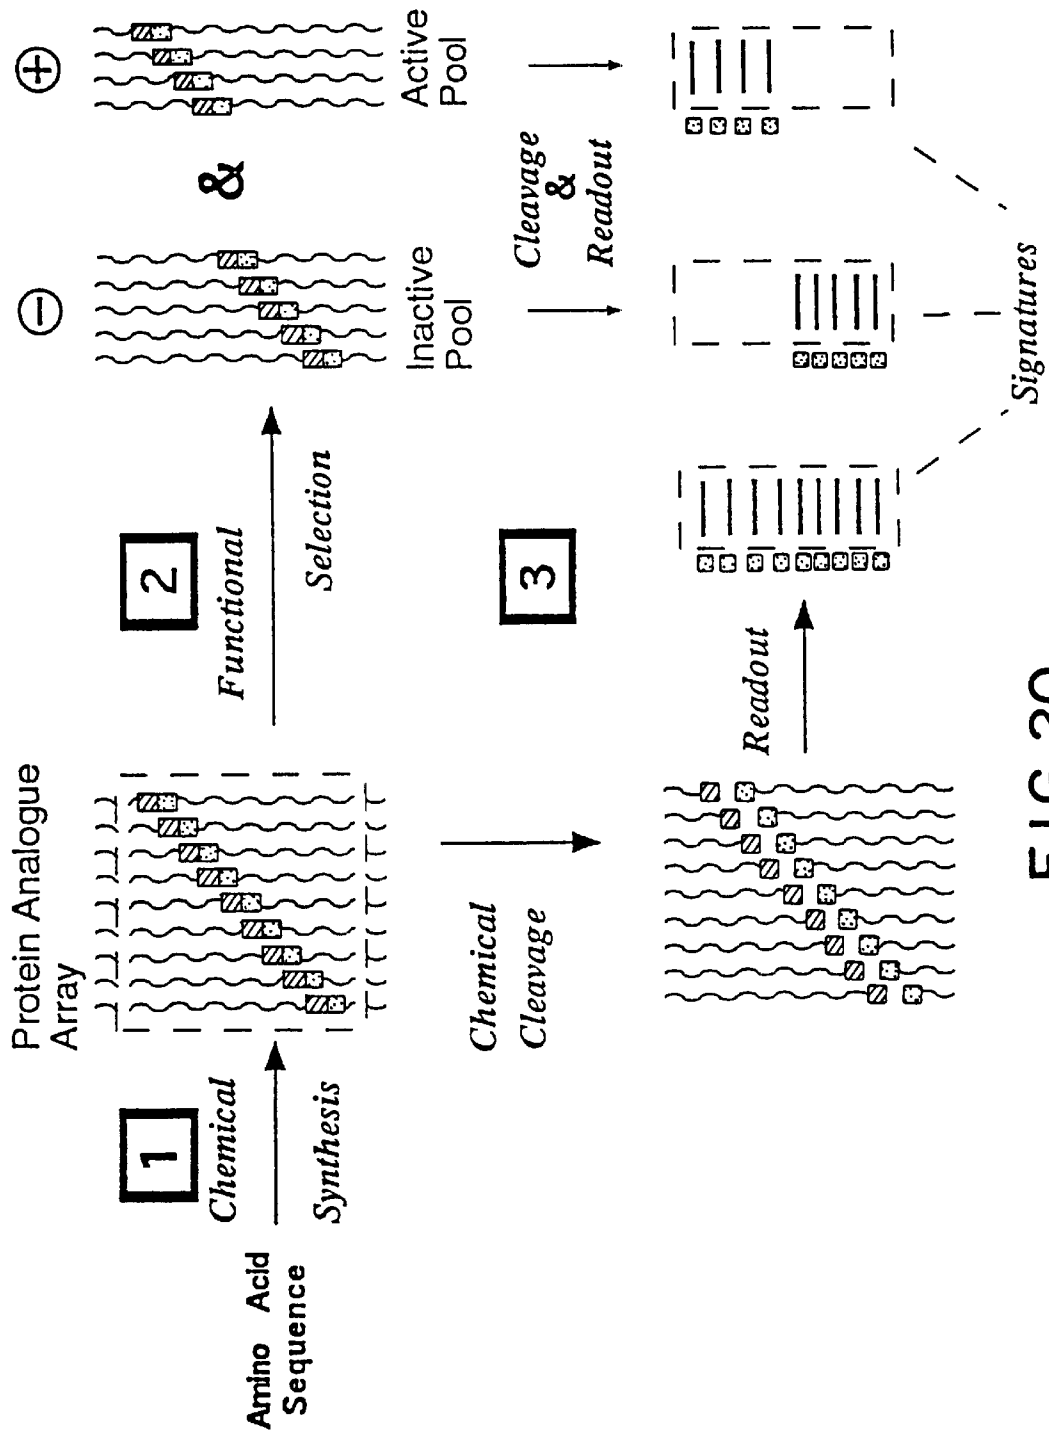 Protein Analogue
Array
1
Chemical
Synthesis
Amino Acid
Sequence
2
Functional
Selection
−
Inactive
Pool
&
+
Active
Pool
Chemical
Cleavage
3
Cleavage
&
Readout
Readout
Signatures